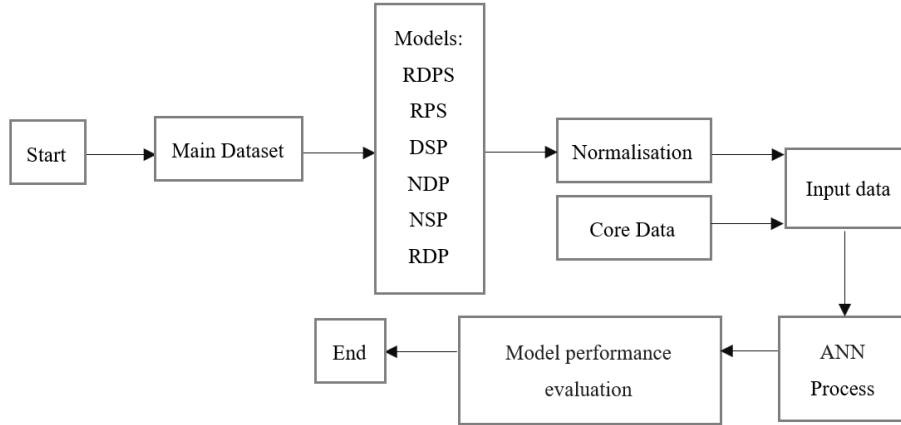 Start
Main Dataset
Models:
RDPS
RPS
DSP
NDP
NSP
RDP
Normalisation
Core Data
Input data
ANN
Process
Model performance
evaluation
End